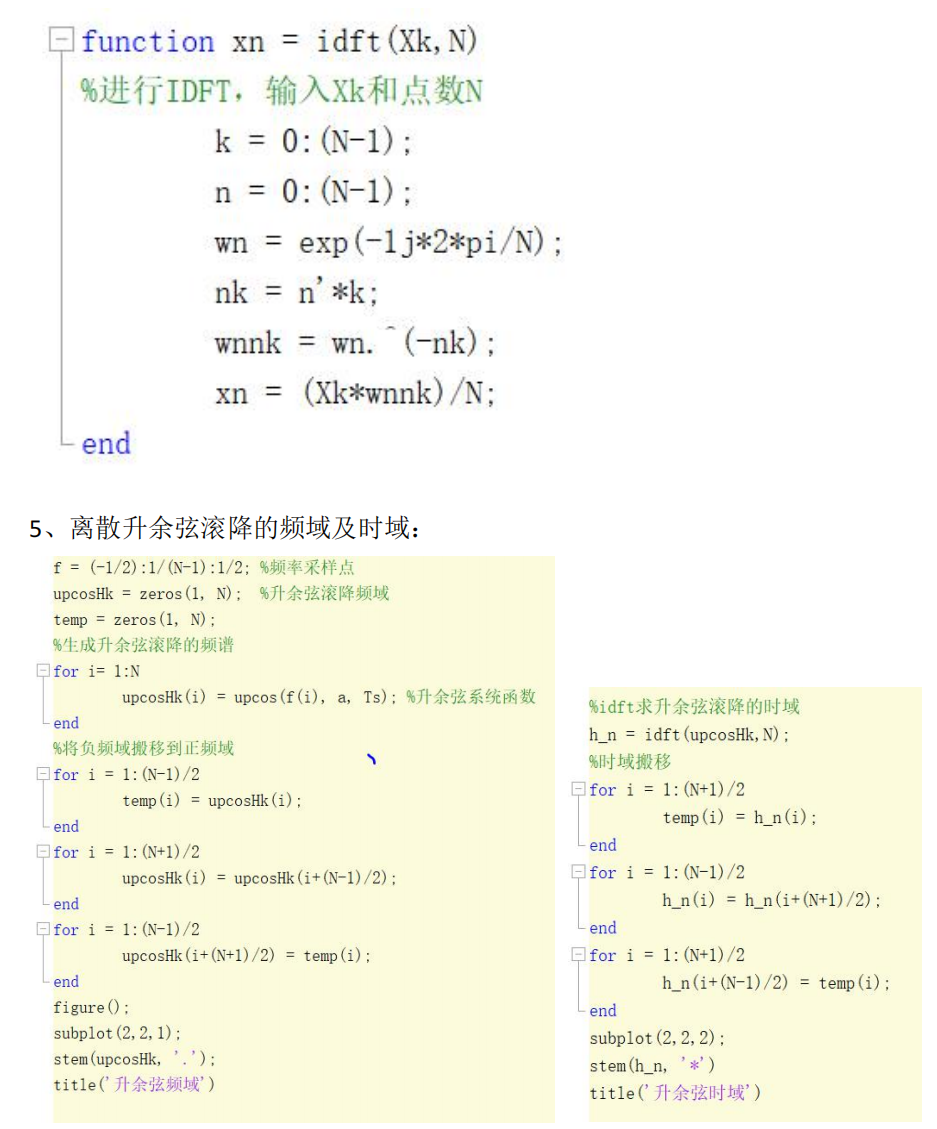 function xn = idft(Xk,N)
%进行IDFT，输入Xk和点数N
k = 0:(N-1);
n = 0:(N-1);
wn = exp(-1j*2*pi/N);
nk = n'*k;
wnnk = wn.^(-nk);
xn = (Xk*wnnk)/N;
end
5、离散升余弦滚降的频域及时域：
f = (-1/2):1/(N-1):1/2; %频率采样点
upcosHk = zeros(1, N); %升余弦滚降频域
temp = zeros(1, N);
%生成升余弦滚降的频谱
for i= 1:N
upcosHk(i) = upcos(f(i), a, Ts); %升余弦系统函数
end
%将负频域搬移到正频域
for i = 1:(N-1)/2
temp(i) = upcosHk(i);
end
for i = 1:(N+1)/2
upcosHk(i) = upcosHk(i+(N-1)/2);
end
for i = 1:(N-1)/2
upcosHk(i+(N+1)/2) = temp(i);
end
figure();
subplot(2,2,1);
stem(upcosHk, '.');
title('升余弦频域')
%idft求升余弦滚降的时域
h_n = idft(upcosHk,N);
%时域搬移
for i = 1:(N+1)/2
temp(i) = h_n(i);
end
for i = 1:(N-1)/2
h_n(i) = h_n(i+(N+1)/2);
end
for i = 1:(N+1)/2
h_n(i+(N-1)/2) = temp(i);
end
subplot(2,2,2);
stem(h_n, '*')
title('升余弦时域')